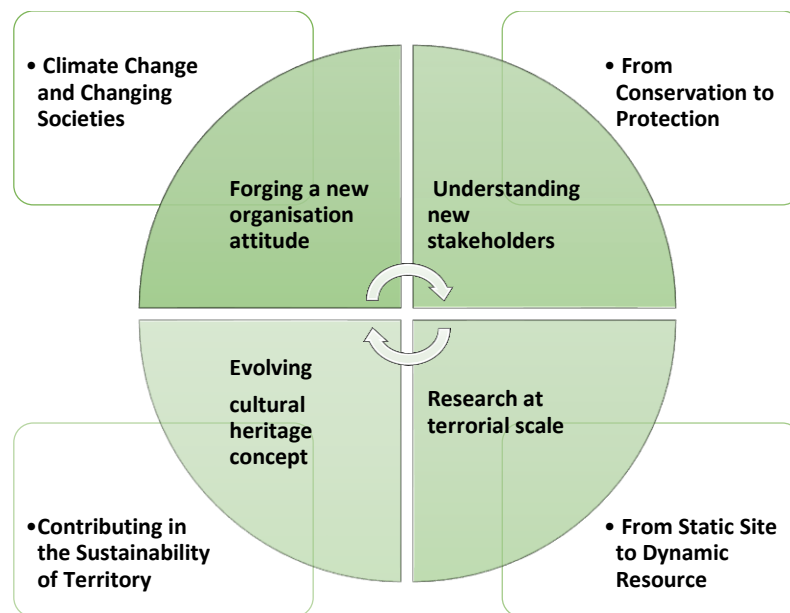 • Climate Change
and Changing
Societies
• From
Conservation to
Protection
Forging a new
organisation
attitude
Understanding
new
stakeholders
Evolving
cultural
heritage
concept
Research at
terrorial scale
•Contributing in
the Sustainability
of Territory
• From Static Site
to Dynamic
Resource